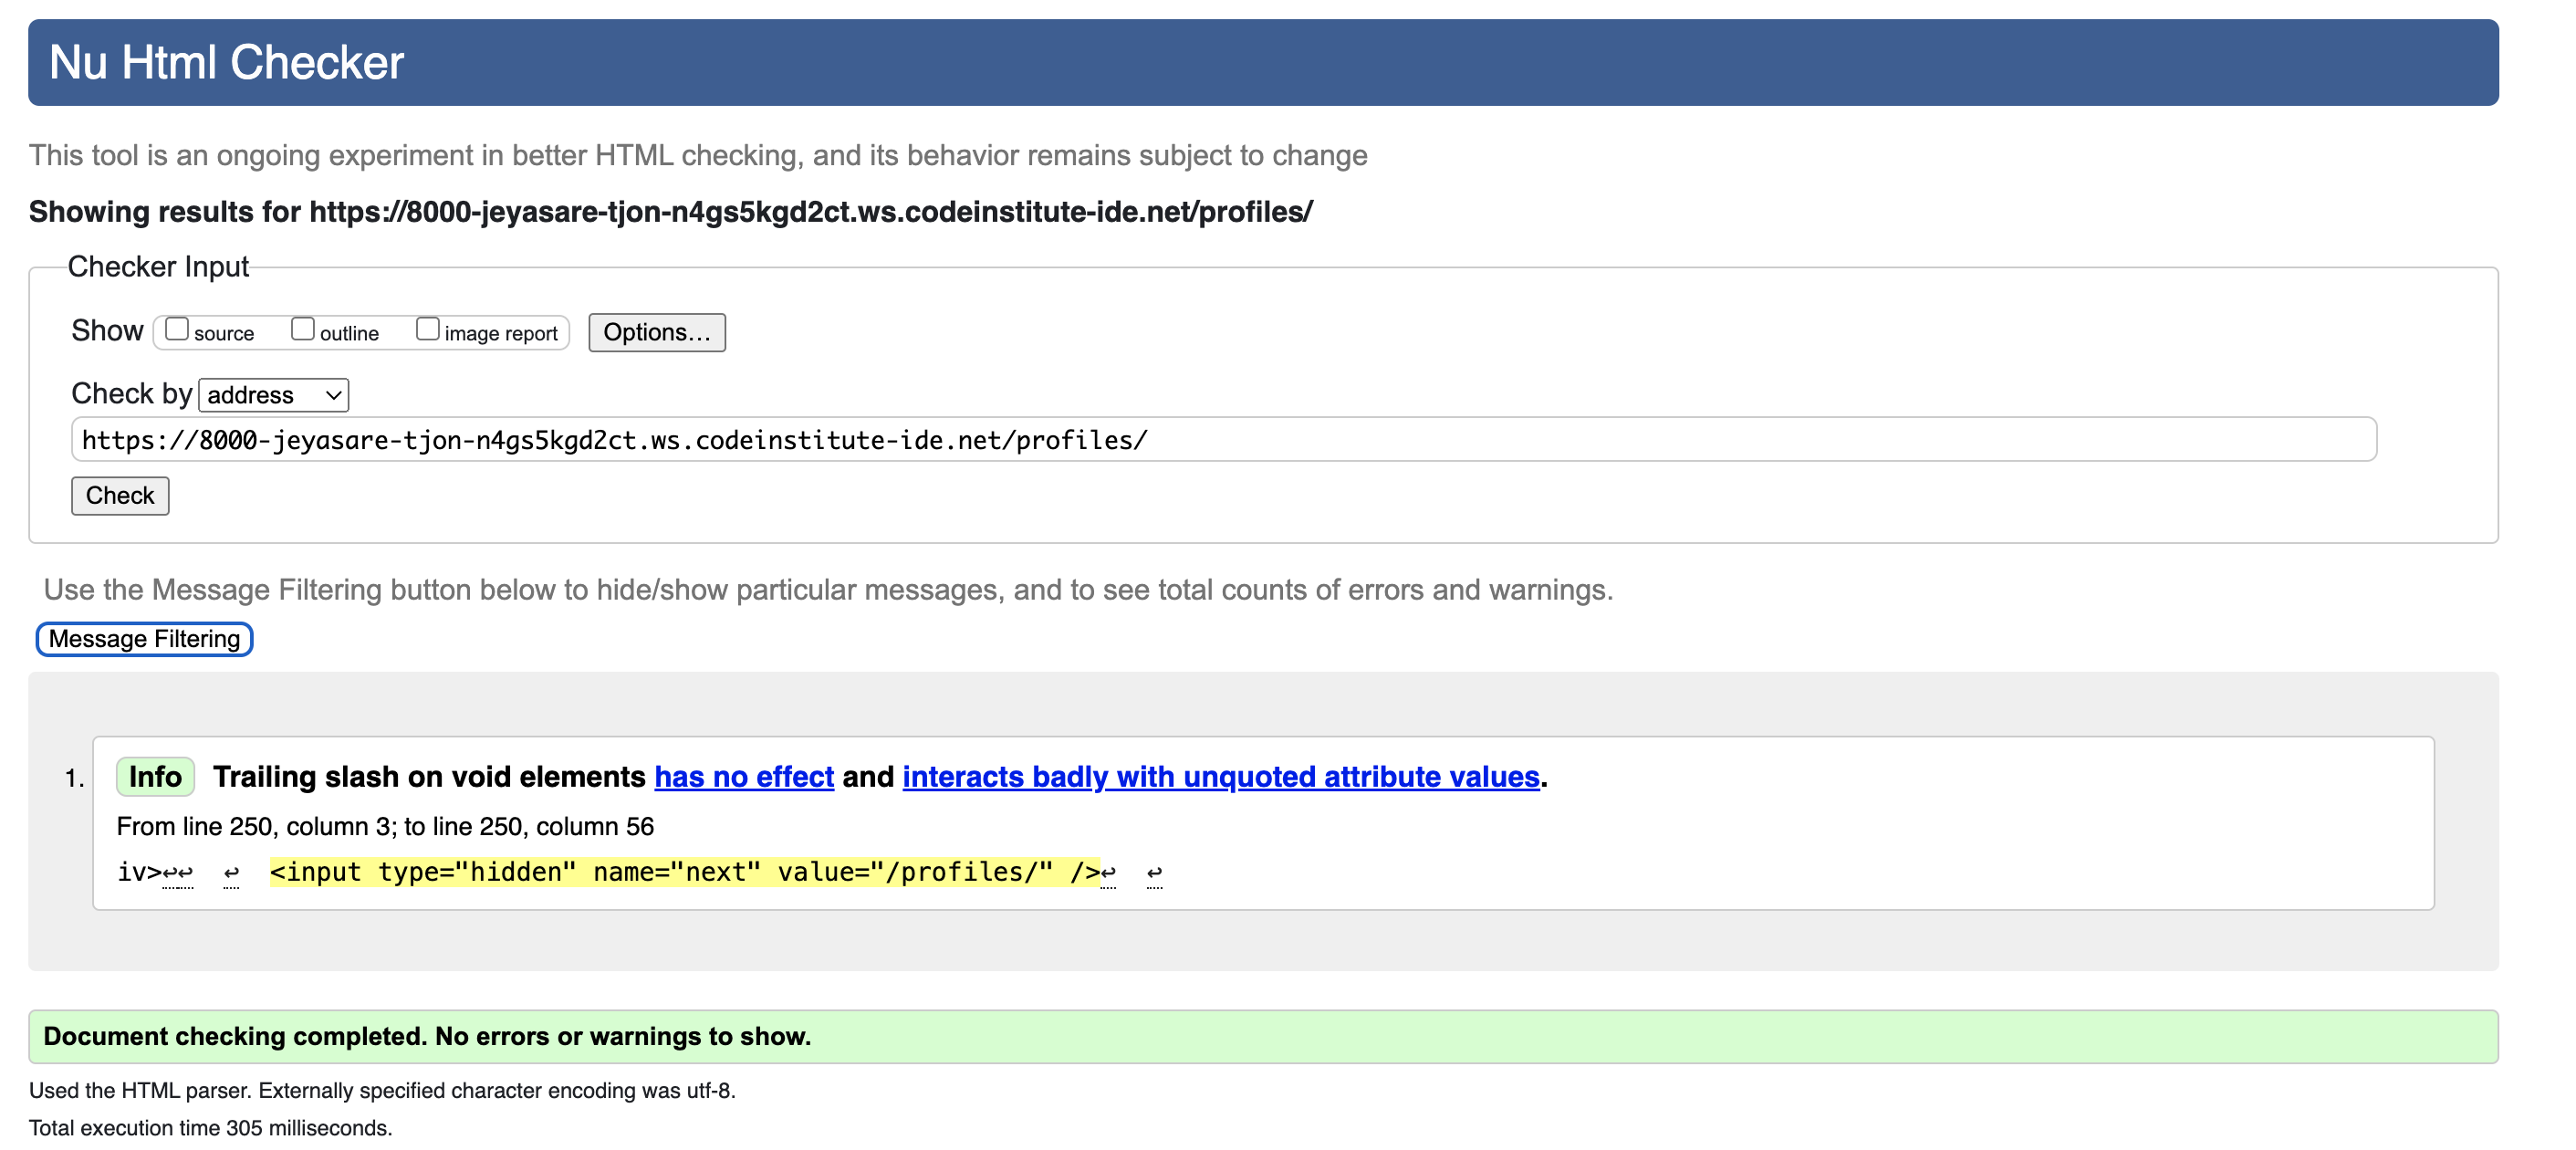 Nu Html Checker
This tool is an ongoing experiment in better HTML checking, and its behavior remains subject to change
Showing results for https://8000-jeyasare-tjon-n4gs5kgd2ct.ws.codeinstitute-ide.net/profiles/
Checker Input
Show source outline image report Options…
Check by address
https://8000-jeyasare-tjon-n4gs5kgd2ct.ws.codeinstitute-ide.net/profiles/
Check
Use the Message Filtering button below to hide/show particular messages, and to see total counts of errors and warnings.
Message Filtering
1. Info Trailing slash on void elements has no effect and interacts badly with unquoted attribute values.
From line 250, column 3; to line 250, column 56
iv>↩↩ ↩ <input type="hidden" name="next" value="/profiles/" />↩ ↩
Document checking completed. No errors or warnings to show.
Used the HTML parser. Externally specified character encoding was utf-8.
Total execution time 305 milliseconds.